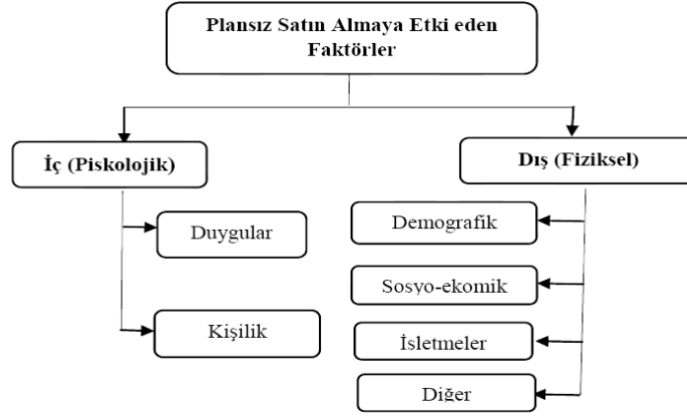 Plansız Satın Almaya Etki eden
Faktörler
İç (Piskolojik)
Dış (Fiziksel)
Duygular
Kişilik
Demografik
Sosyo-ekomik
İsletmeler
Diğer